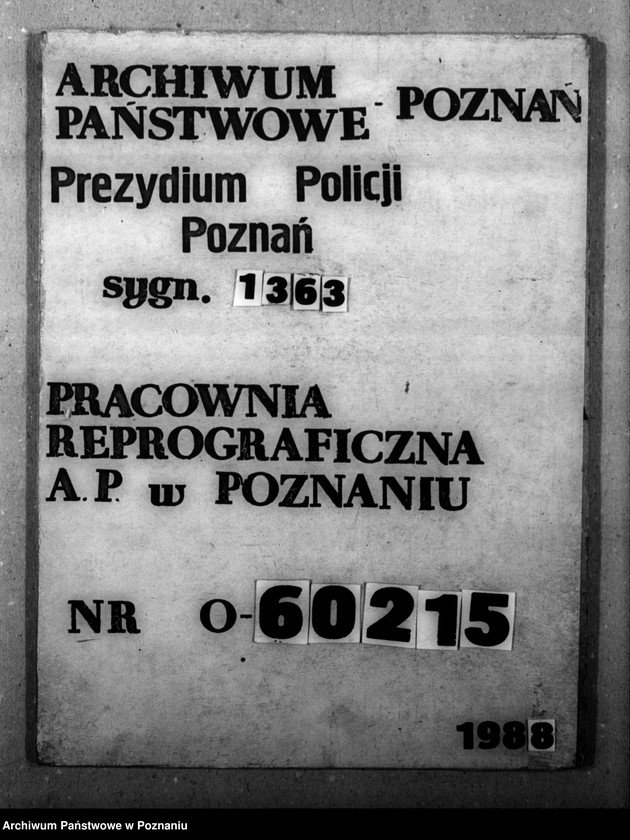 ARCHIWUM
PAŃSTWOWE - POZNAŃ
Prezydium Policji
Poznań
sygn. 1363
PRACOWNIA
REPROGRAFICZNA
A.P. w POZNANIU
NR O-60215
1988
Archiwum Państwowe w Poznaniu